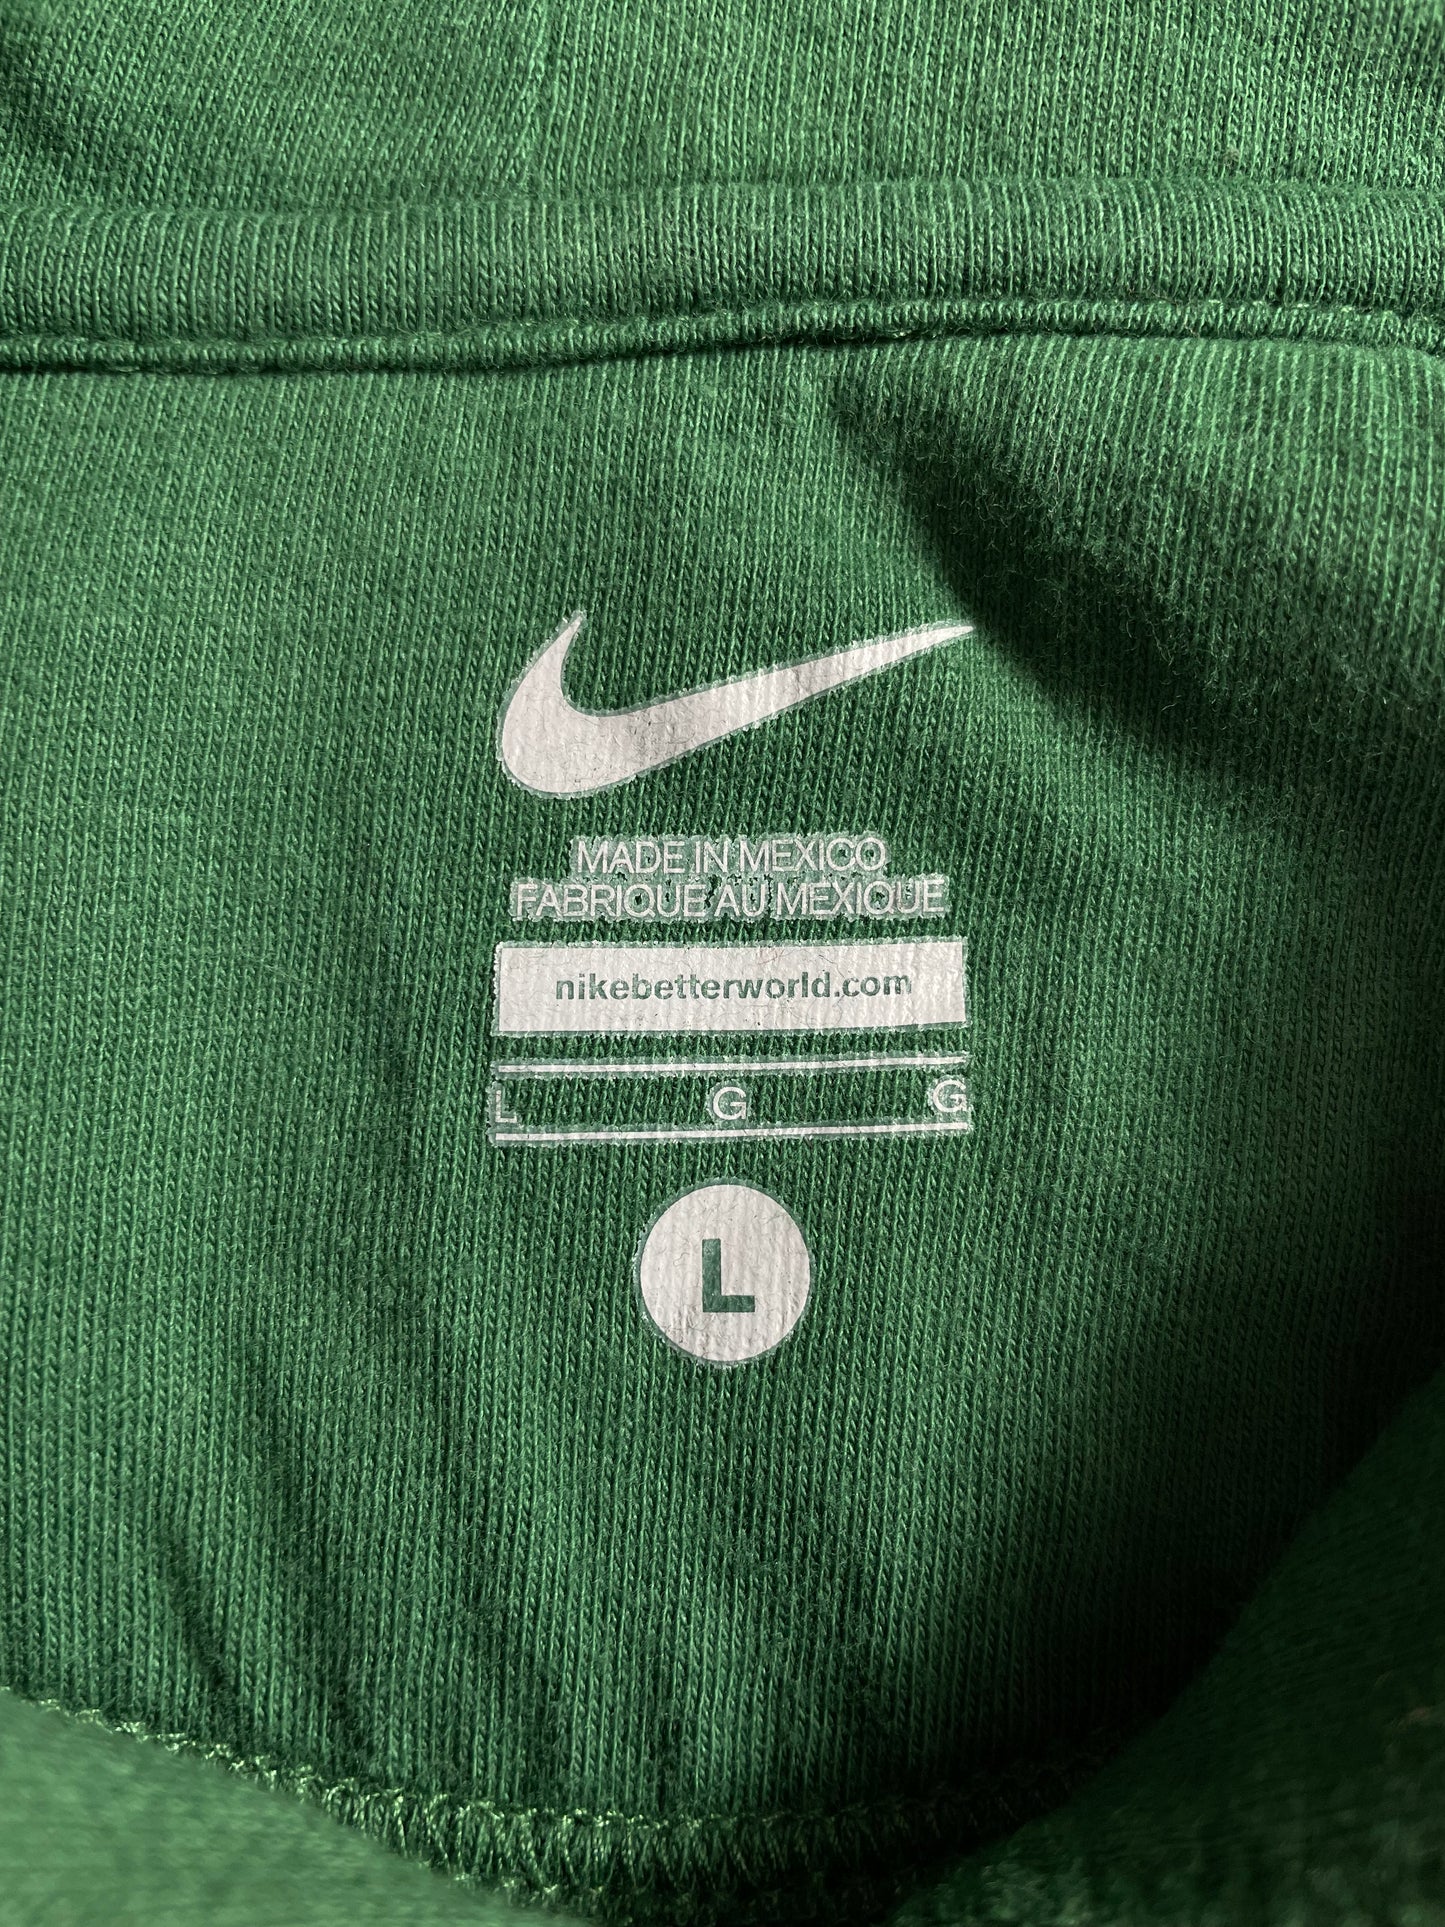 MADE IN MEXICO
FABRIQUE AU MEXIQUE
nikebetterworld.com
L G G
L